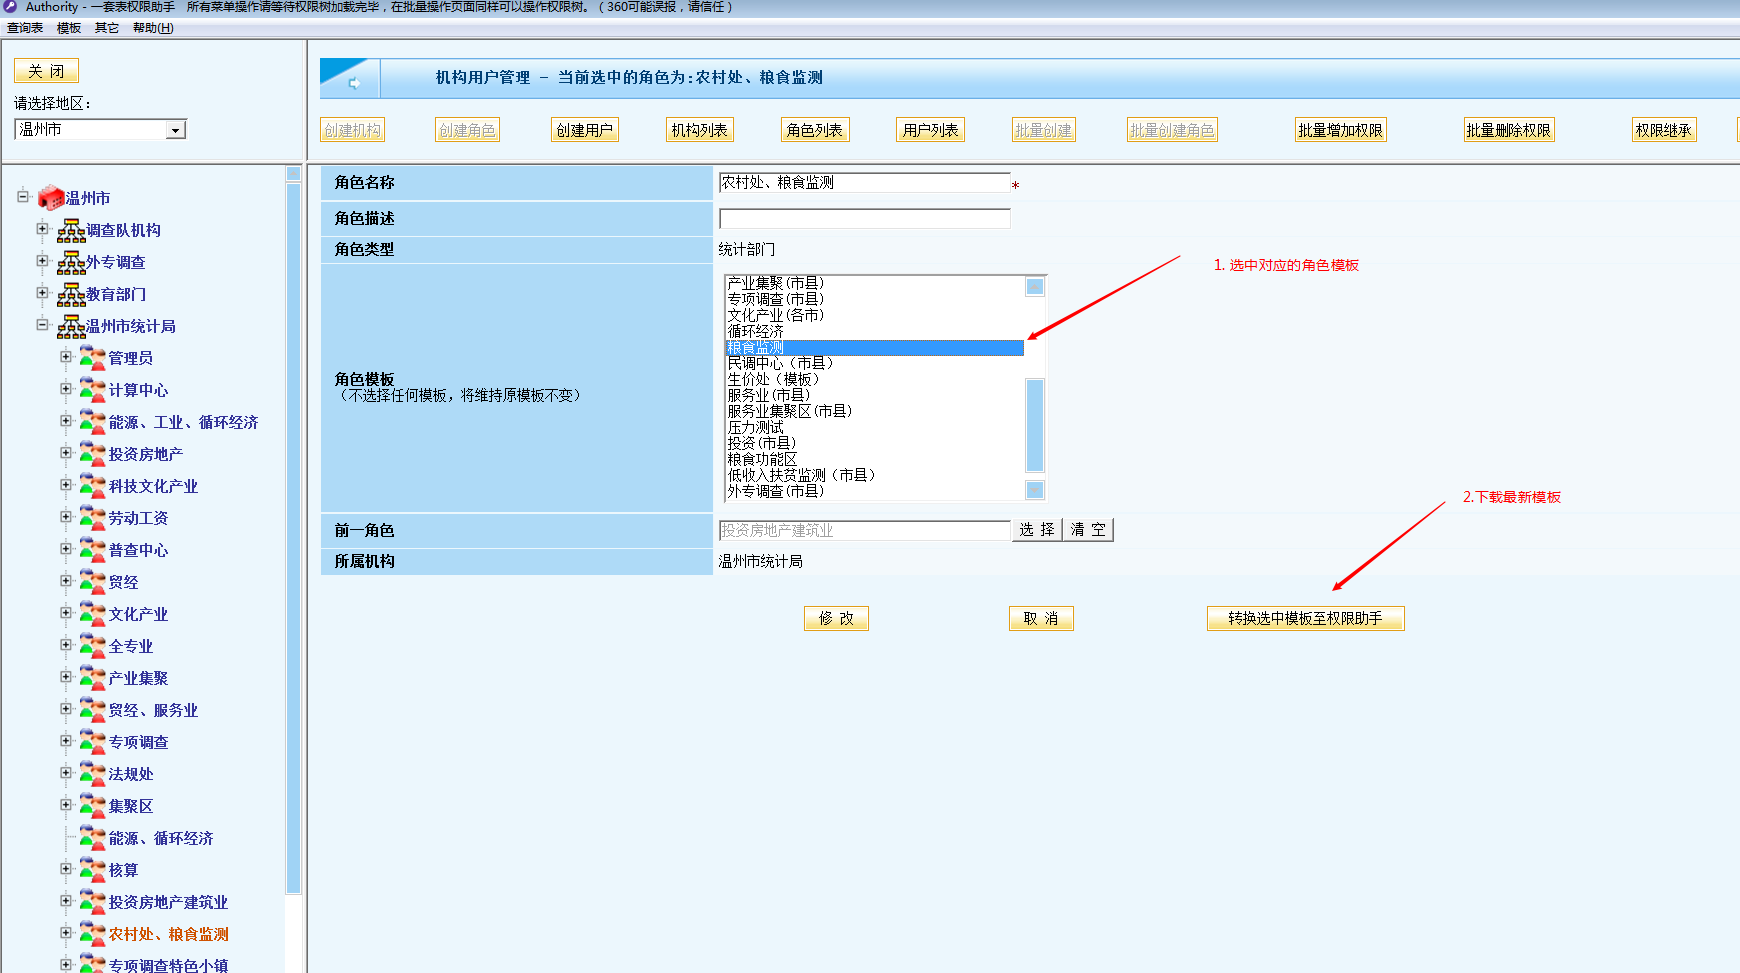 Authority - 一套表权限助手　所有菜单操作请等待权限树加载完毕，在批量操作页面同样可以操作权限树。（360可能误报，请信任）
查询表 模板 其它 帮助(H)
关 闭
请选择地区：
温州市
温州市
调查队机构
外专调查
教育部门
温州市统计局
管理员
计算中心
能源、工业、循环经济
投资房地产
科技文化产业
劳动工资
普查中心
贸经
文化产业
全专业
产业集聚
贸经、服务业
专项调查
法规处
集聚区
能源、循环经济
核算
投资房地产建筑业
农村处、粮食监测
专项调查特色小镇
机构用户管理 - 当前选中的角色为:农村处、粮食监测
创建机构 创建角色 创建用户 机构列表 角色列表 用户列表 批量创建 批量创建角色 批量增加权限 批量删除权限 权限继承
角色名称 农村处、粮食监测 *
角色描述
角色类型 统计部门
角色模板
（不选择任何模板，将维持原模板不变）
产业集聚(市县)
专项调查(市县)
文化产业(各市)
循环经济
粮食监测
民调中心（市县）
生价处（模板）
服务业(市县)
服务业集聚区(市县)
压力测试
投资(市县)
粮食功能区
低收入扶贫监测（市县）
外专调查(市县)
1. 选中对应的角色模板
2.下载最新模板
前一角色 投资房地产建筑业 选 择 清 空
所属机构 温州市统计局
修 改 取 消 转换选中模板至权限助手